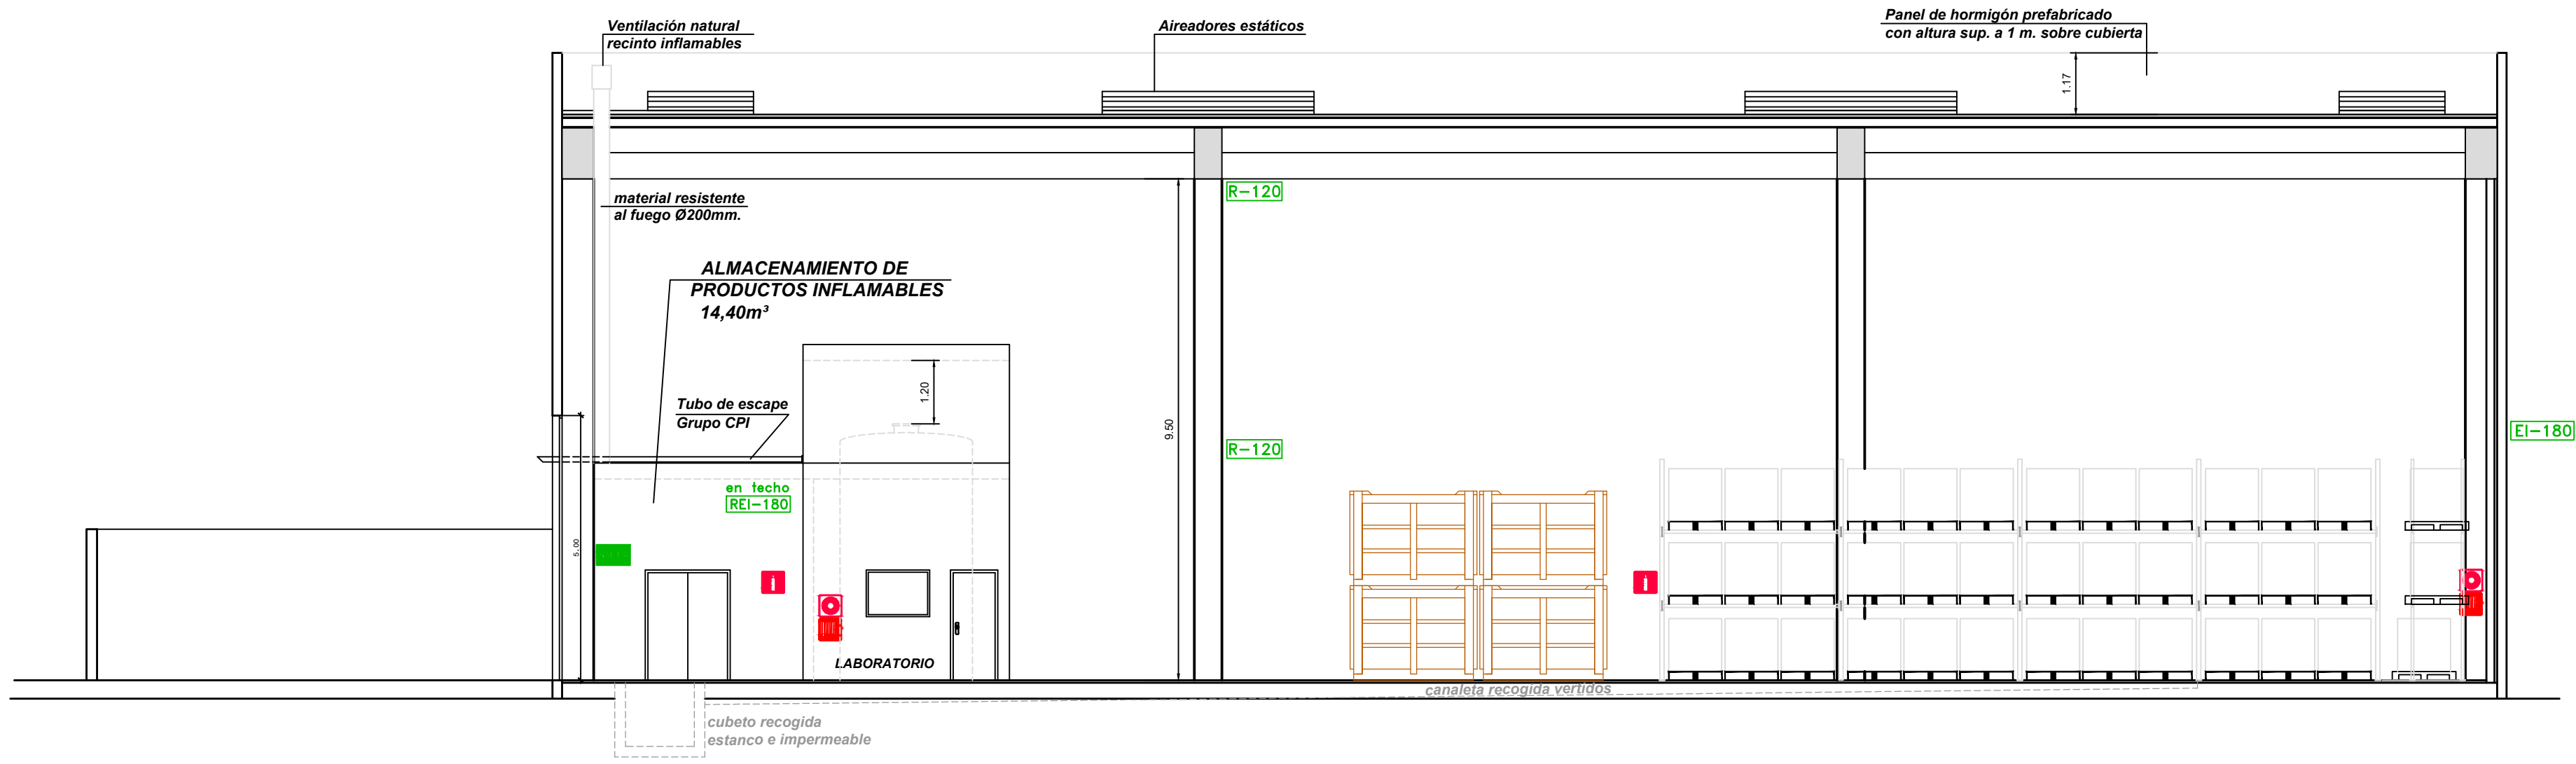 Ventilación natural
recinto inflamables
Aireadores estáticos
Panel de hormigón prefabricado
con altura sup. a 1 m. sobre cubierta
1.17
material resistente
al fuego Ø200mm.
R-120
ALMACENAMIENTO DE
PRODUCTOS INFLAMABLES
14,40m³
1.20
Tubo de escape
Grupo CPI
9.50
R-120
EI-180
en techo
REI-180
5.00
LABORATORIO
canaleta recogida vertidos
cubeto recogida
estanco e impermeable